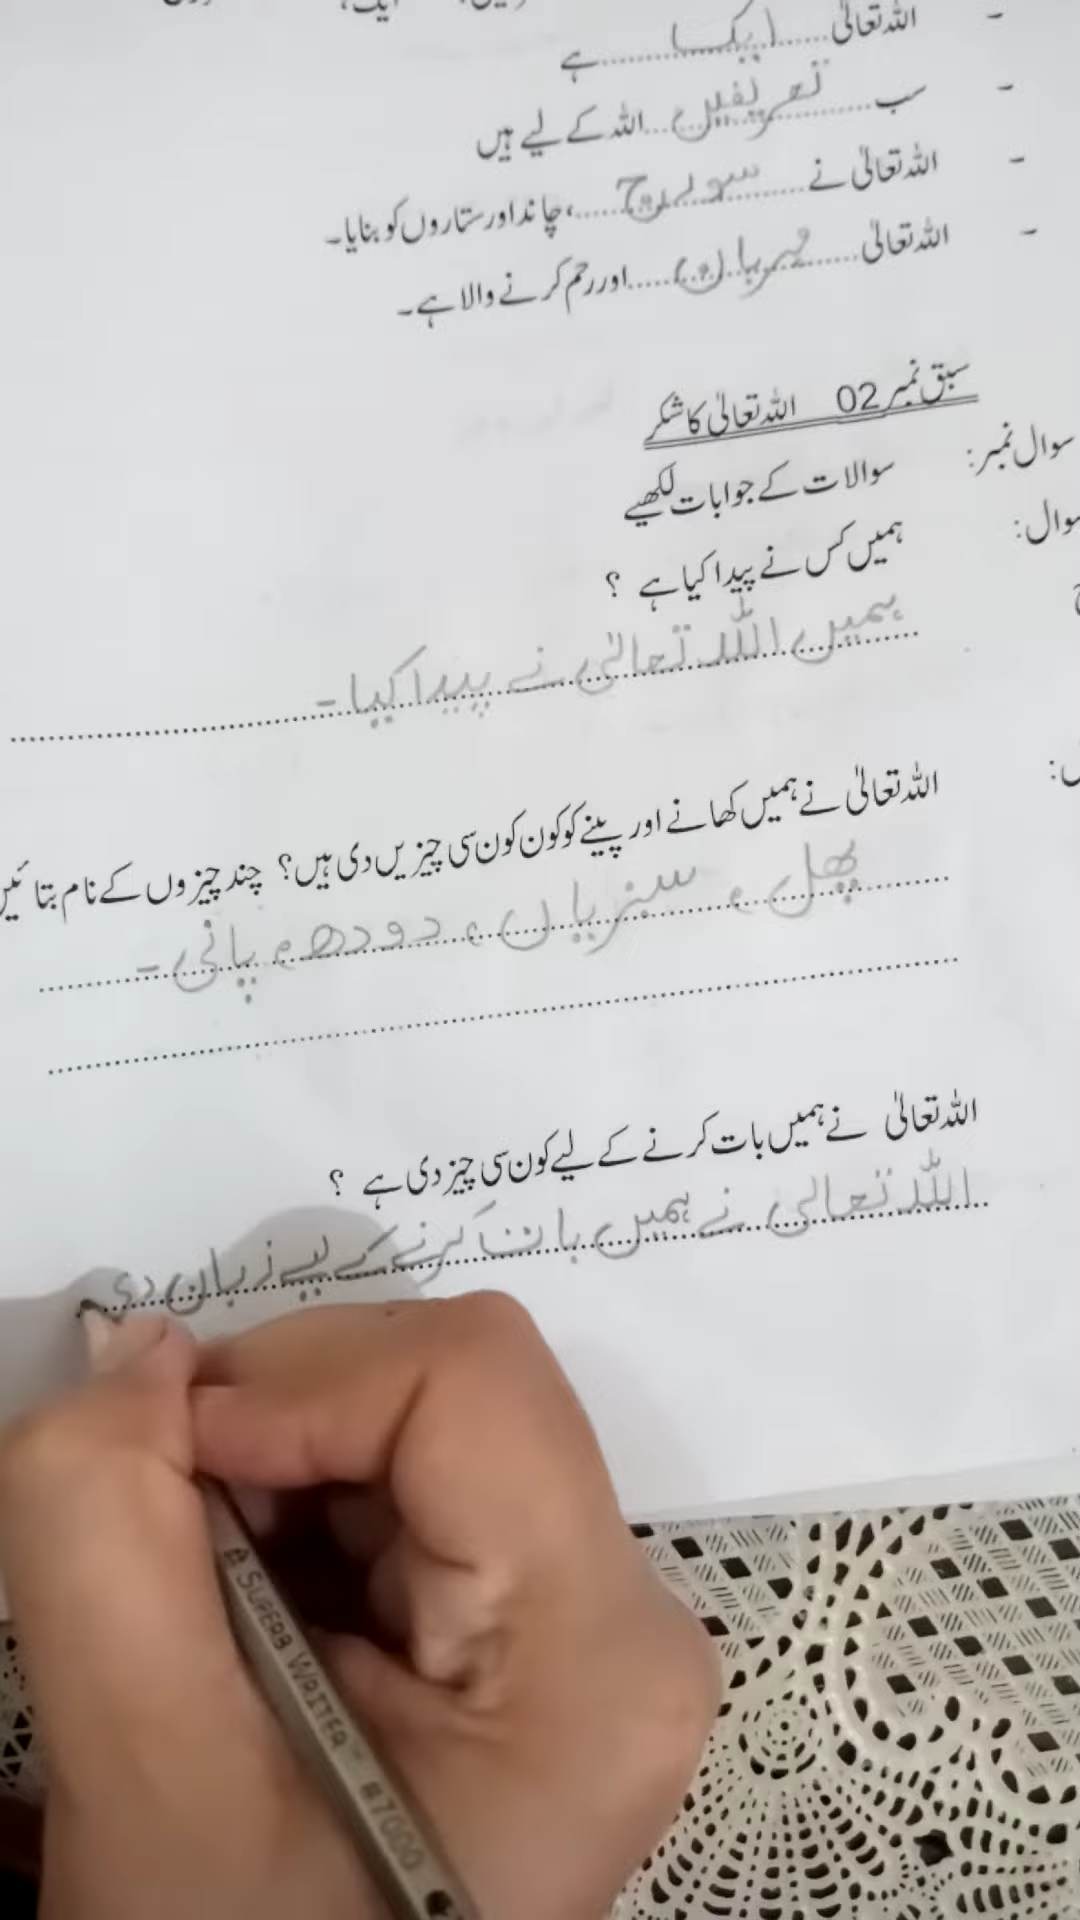 ایک،
- اللہ تعالیٰ ..... ایکا ..... ہے
- سب ..... تعریفیں ..... اللہ کے لیے ہیں
- اللہ تعالیٰ نے ..... سورج .....، چاند اور ستاروں کو بنایا۔
- اللہ تعالیٰ ..... مہربان ..... اور رحم کرنے والا ہے۔
سبق نمبر 02 اللہ تعالیٰ کا شکر
سوال نمبر: سوالات کے جوابات لکھیے
سوال: ہمیں کس نے پیدا کیا ہے ؟
ہمیں اللہ تعالیٰ نے پیدا کیا -
اللہ تعالیٰ نے ہمیں کھانے اور پینے کو کون کون سی چیزیں دی ہیں؟ چند چیزوں کے نام بتائیں
پھل ، سبزیاں ، دودھ ، پانی -
اللہ تعالیٰ نے ہمیں بات کرنے کے لیے کون سی چیز دی ہے ؟
اللہ تعالی نے ہمیں بات کرنے کے لیے زبان دی
SUPERB WRITER #7000